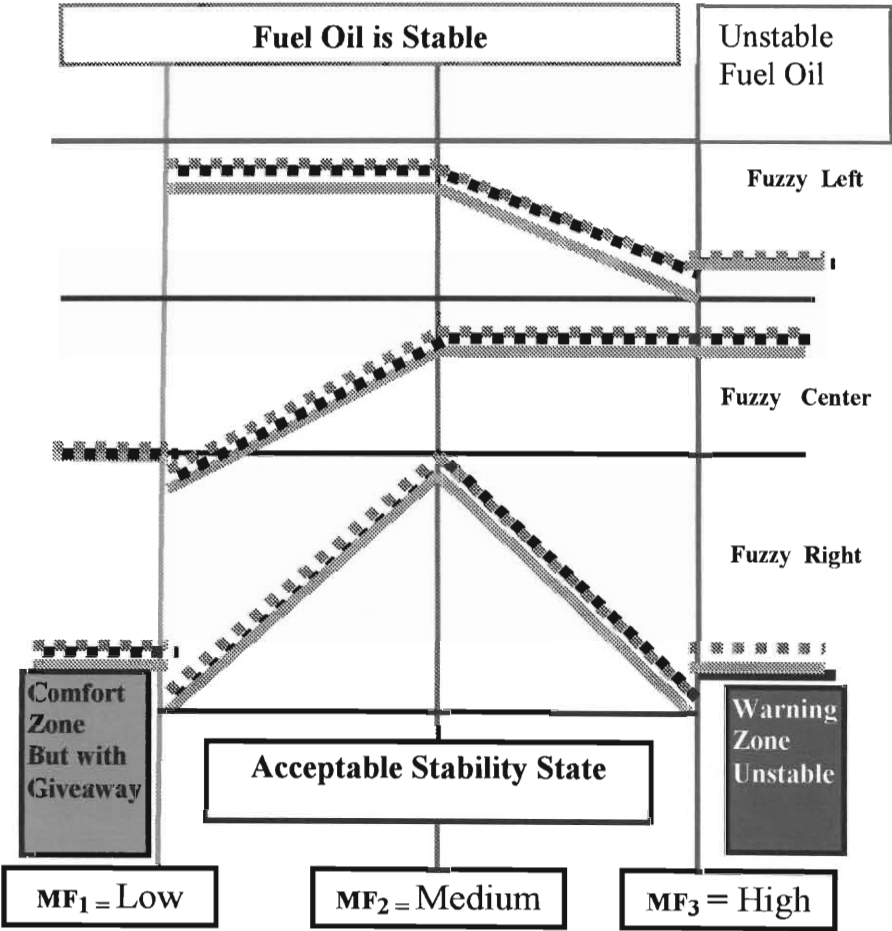 Fuel Oil is Stable
Unstable
Fuel Oil
Fuzzy Left
Fuzzy Center
Fuzzy Right
Comfort
Zone
But with
Giveaway
Warning
Zone
Unstable
Acceptable Stability State
MF₁ = Low
MF₂ = Medium
MF₃ = High